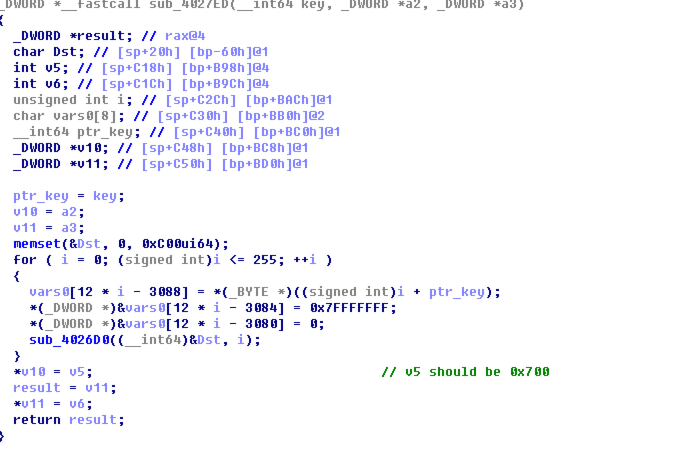 _DWORD *__fastcall sub_4027ED(__int64 key, _DWORD *a2, _DWORD *a3)
{
_DWORD *result; // rax@4
char Dst; // [sp+20h] [bp-60h]@1
int v5; // [sp+C18h] [bp+B98h]@4
int v6; // [sp+C1Ch] [bp+B9Ch]@4
unsigned int i; // [sp+C2Ch] [bp+BACh]@1
char vars0[8]; // [sp+C30h] [bp+BB0h]@2
__int64 ptr_key; // [sp+C40h] [bp+BC0h]@1
_DWORD *v10; // [sp+C48h] [bp+BC8h]@1
_DWORD *v11; // [sp+C50h] [bp+BD0h]@1
ptr_key = key;
v10 = a2;
v11 = a3;
memset(&Dst, 0, 0xC00ui64);
for ( i = 0; (signed int)i <= 255; ++i )
{
vars0[12 * i - 3088] = *(_BYTE *)((signed int)i + ptr_key);
*(_DWORD *)&vars0[12 * i - 3084] = 0x7FFFFFFF;
*(_DWORD *)&vars0[12 * i - 3080] = 0;
sub_4026D0((__int64)&Dst, i);
}
*v10 = v5; // v5 should be 0x700
result = v11;
*v11 = v6;
return result;
}